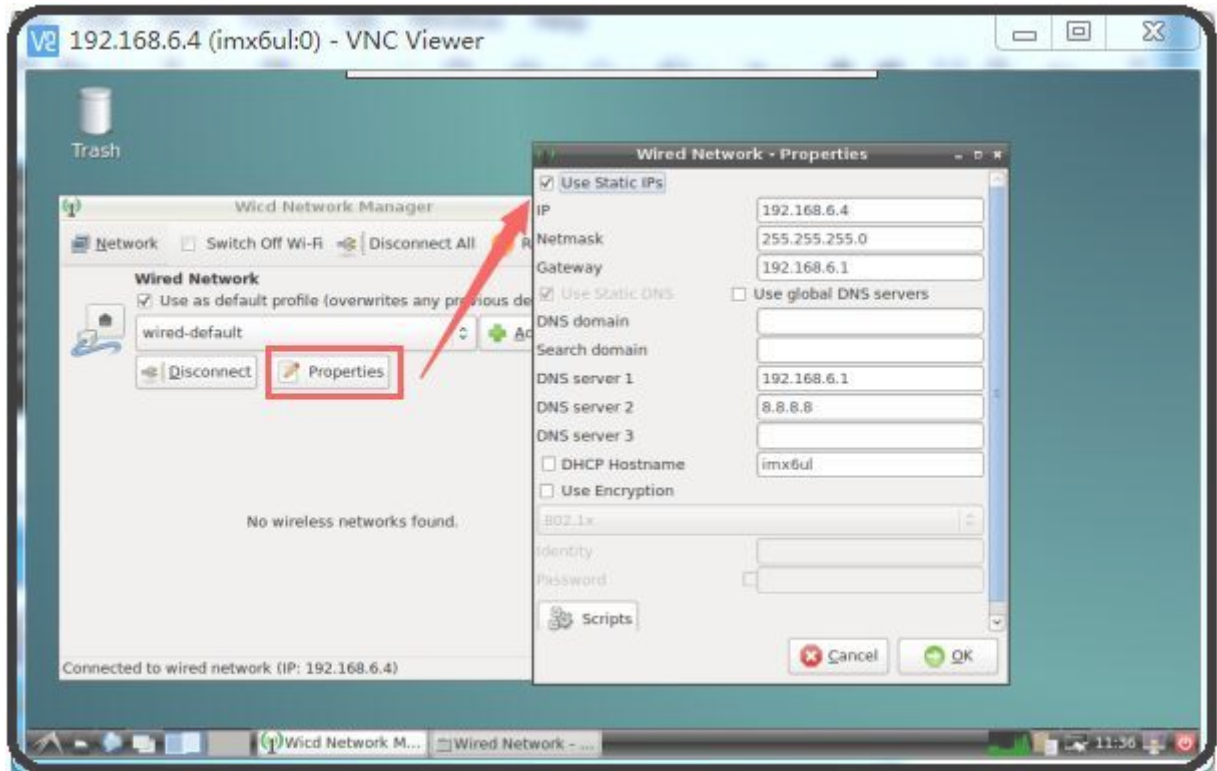 192.168.6.4 (imx6ul:0) - VNC Viewer
Trash
Wicd Network Manager
Network Switch Off Wi-Fi Disconnect All R
Wired Network
Use as default profile (overwrites any previous de
wired-default
Disconnect Properties
No wireless networks found.
Connected to wired network (IP: 192.168.6.4)
Wired Network - Properties
Use Static IPs
IP 192.168.6.4
Netmask 255.255.255.0
Gateway 192.168.6.1
Use Static DNS Use global DNS servers
DNS domain
Search domain
DNS server 1 192.168.6.1
DNS server 2 8.8.8.8
DNS server 3
DHCP Hostname imx6ul
Use Encryption
802.1x
Identity
Password
Scripts
Cancel OK
Wicd Network M... Wired Network - ... 11:36